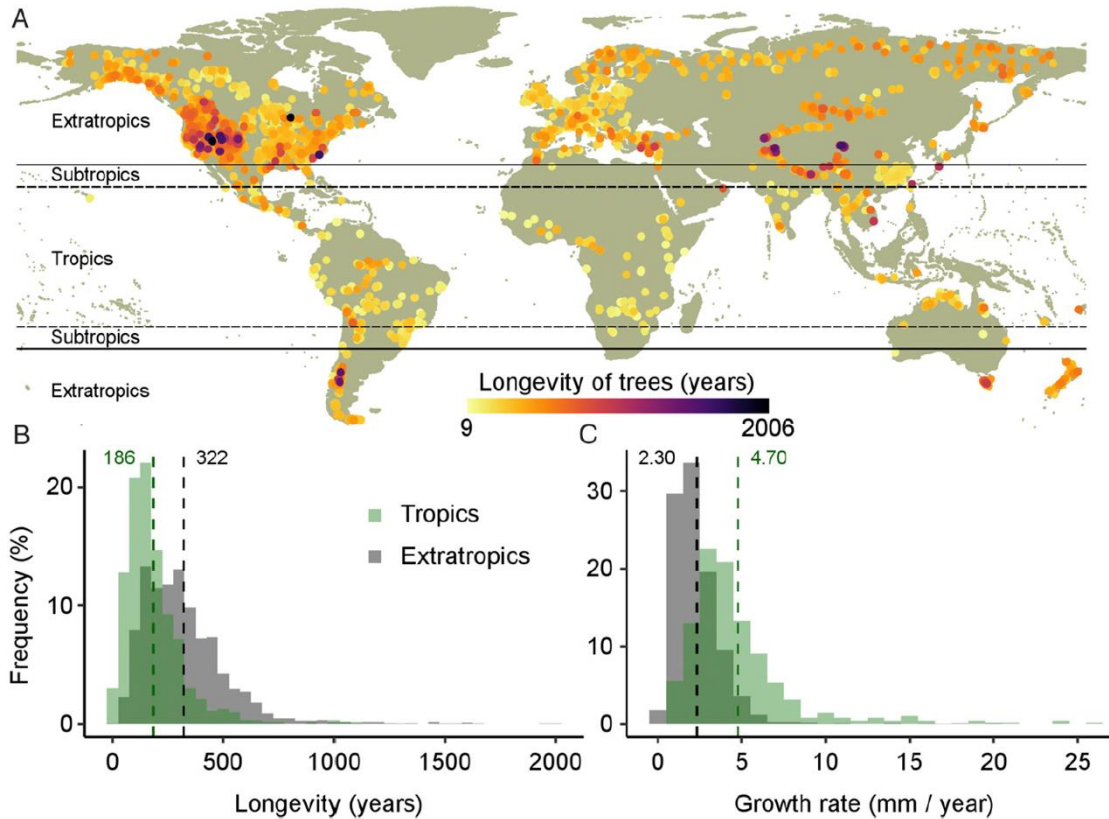 A
Extratropics
Subtropics
Tropics
Subtropics
Extratropics
Longevity of trees (years)
9 2006
B
186 322
Tropics
Extratropics
Frequency (%)
20
10
0
0 500 1000 1500 2000
Longevity (years)
C
2.30 4.70
30
20
10
0
0 5 10 15 20 25
Growth rate (mm / year)